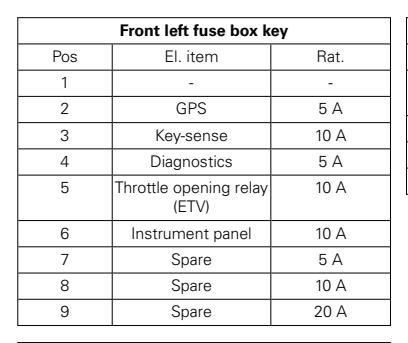 Front left fuse box key
Pos El. item Rat.
1 - -
2 GPS 5 A
3 Key-sense 10 A
4 Diagnostics 5 A
5 Throttle opening relay 10 A
(ETV)
6 Instrument panel 10 A
7 Spare 5 A
8 Spare 10 A
9 Spare 20 A